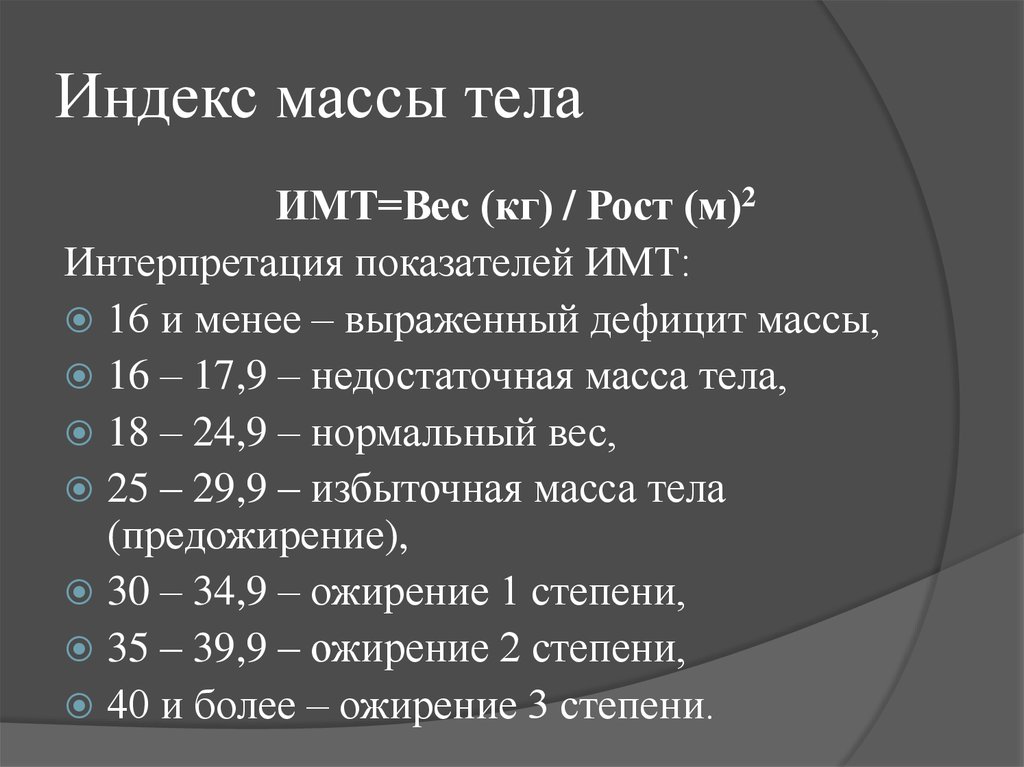 Индекс массы тела
ИМТ=Вес (кг) / Рост (м)²
Интерпретация показателей ИМТ:
16 и менее – выраженный дефицит массы,
16 – 17,9 – недостаточная масса тела,
18 – 24,9 – нормальный вес,
25 – 29,9 – избыточная масса тела
(предожирение),
30 – 34,9 – ожирение 1 степени,
35 – 39,9 – ожирение 2 степени,
40 и более – ожирение 3 степени.